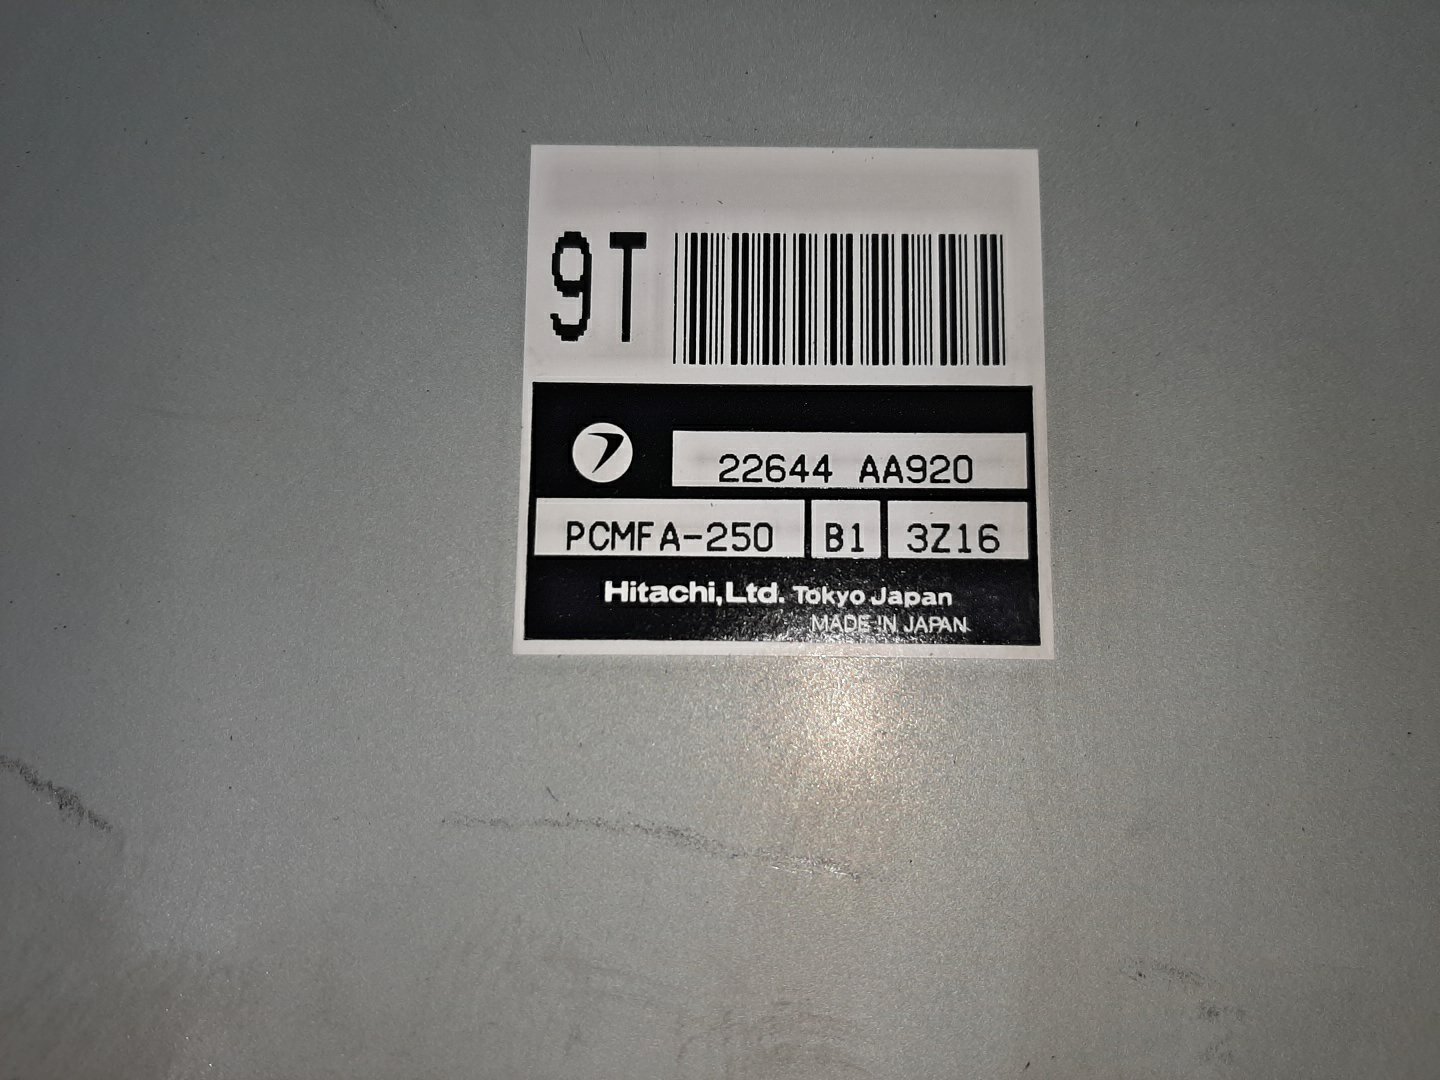 9T
22644 AA920
PCMFA-250 B1 3Z16
Hitachi,Ltd. Tokyo Japan
MADE IN JAPAN